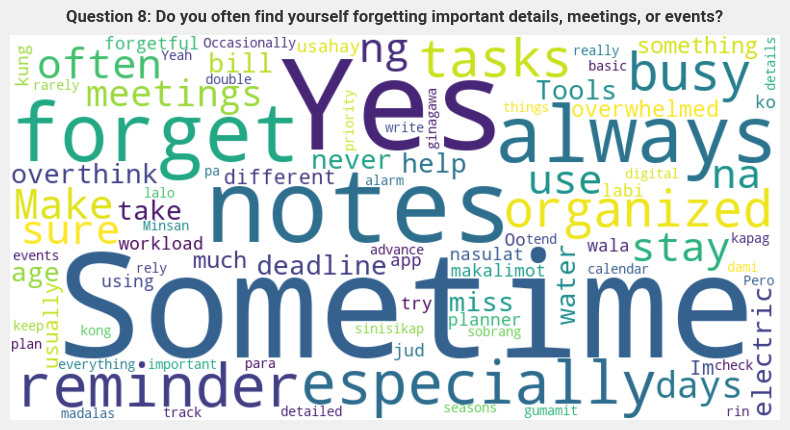 Question 8: Do you often find yourself forgetting important details, meetings, or events?
kung
forgetful
Occasionally
usahay
ng
tasks
something
really
details
often
Yeah
bill
Yes
busy
rarely
double
basic
meetings
priority
write
ginagawa
Tools
overwhelmed
ko
things
forget
always
never
help
overthink
pa
different
alarm
use
digital
na
lalo
labi
Make
take
Minsan
notes
organized
sure
workload
Oo
tend
wala
stay
kapag
events
age
rely
much
deadline
advance
app
nasulat
makalimot
water
calendar
dami
Pero
using
usually
Sometime
try
miss
planner
keep
kong
sinisikap
sobrang
plan
jud
electric
everything
important
para
Im
check
reminder
especially
days
madalas
track
detailed
seasons
gumamit
rin